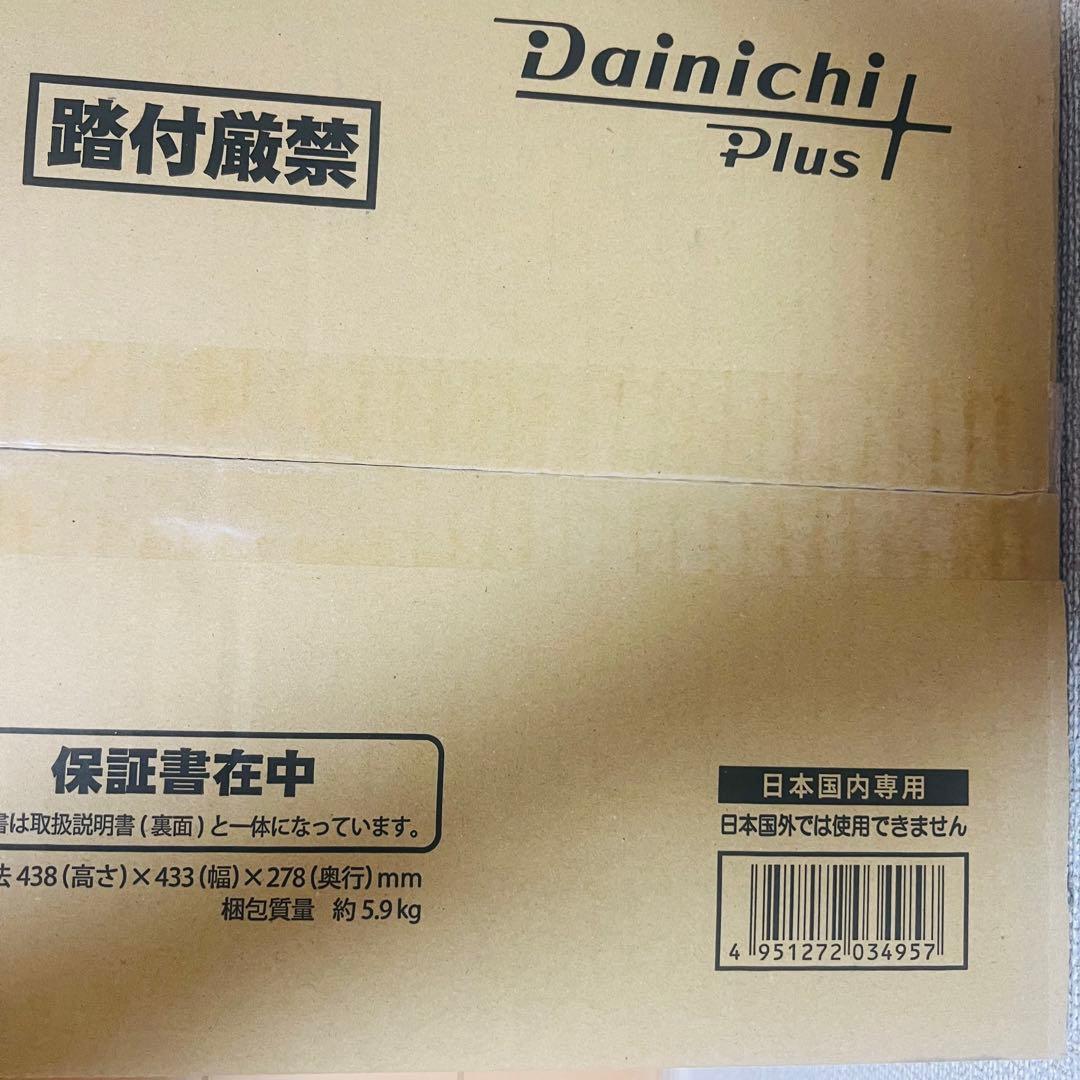 Dainichi
Plus
踏付厳禁
保証書在中
書は取扱説明書(裏面)と一体になっています。
法 438(高さ)×433(幅)×278(奥行)mm
梱包質量 約5.9kg
日本国内専用
日本国外では使用できません
4 951272 034957